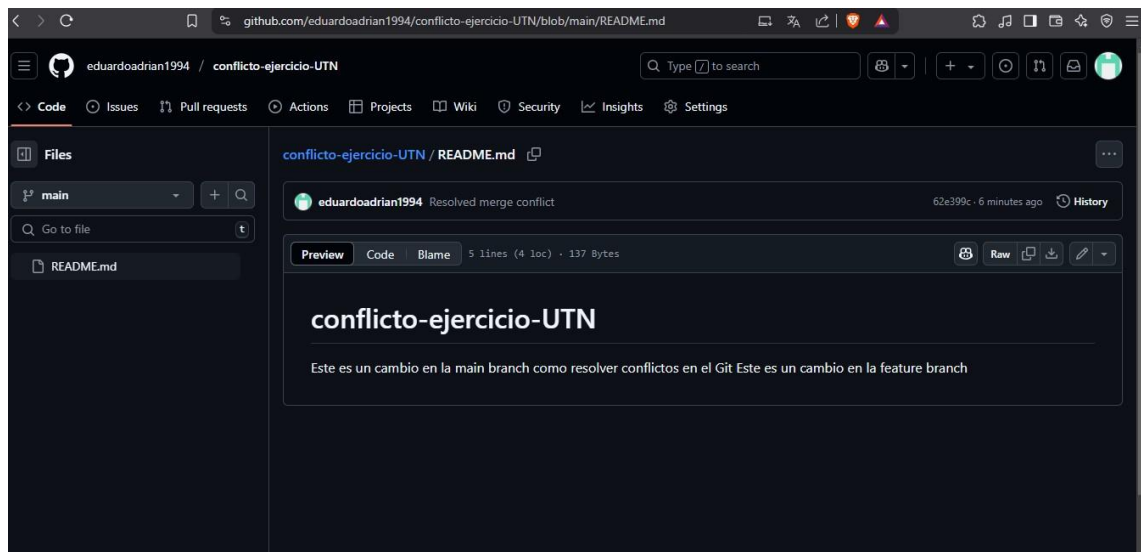 github.com/eduardoadrian1994/conflicto-ejercicio-UTN/blob/main/README.md
eduardoadrian1994 / conflicto-ejercicio-UTN
Type / to search
Code Issues Pull requests Actions Projects Wiki Security Insights Settings
Files
conflicto-ejercicio-UTN / README.md
main
eduardoadrian1994 Resolved merge conflict 62e399c · 6 minutes ago History
Go to file t
Preview Code Blame 5 lines (4 loc) · 137 Bytes Raw
README.md
conflicto-ejercicio-UTN
Este es un cambio en la main branch como resolver conflictos en el Git Este es un cambio en la feature branch